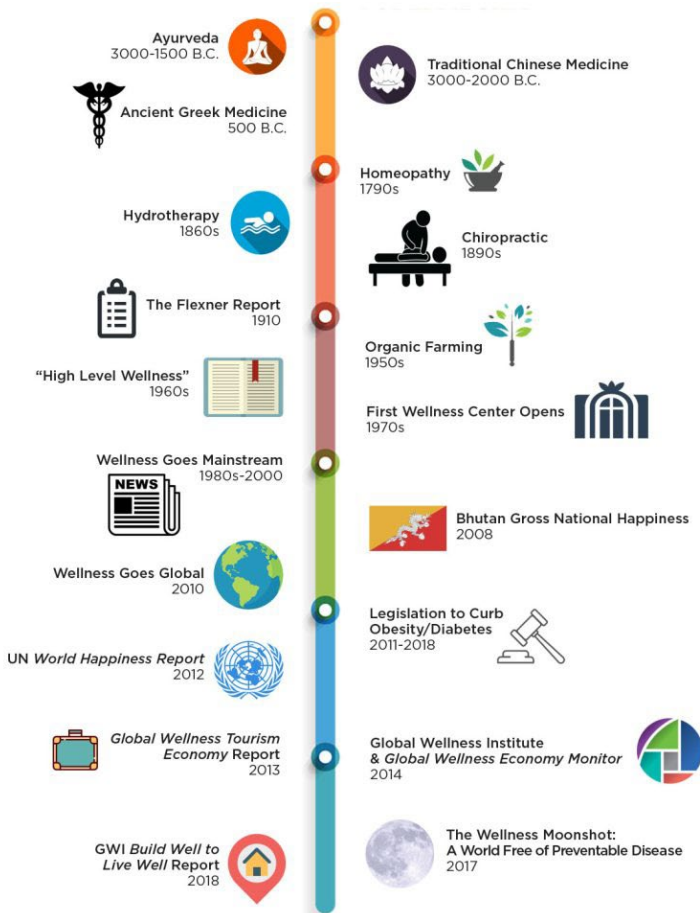 Ayurveda
3000-1500 B.C.
Traditional Chinese Medicine
3000-2000 B.C.
Ancient Greek Medicine
500 B.C.
Homeopathy
1790s
Hydrotherapy
1860s
Chiropractic
1890s
The Flexner Report
1910
Organic Farming
1950s
“High Level Wellness”
1960s
First Wellness Center Opens
1970s
Wellness Goes Mainstream
1980s-2000
NEWS
Bhutan Gross National Happiness
2008
Wellness Goes Global
2010
Legislation to Curb
Obesity/Diabetes
2011-2018
UN World Happiness Report
2012
Global Wellness Tourism
Economy Report
2013
Global Wellness Institute
& Global Wellness Economy Monitor
2014
The Wellness Moonshot:
A World Free of Preventable Disease
2017
GWI Build Well to
Live Well Report
2018